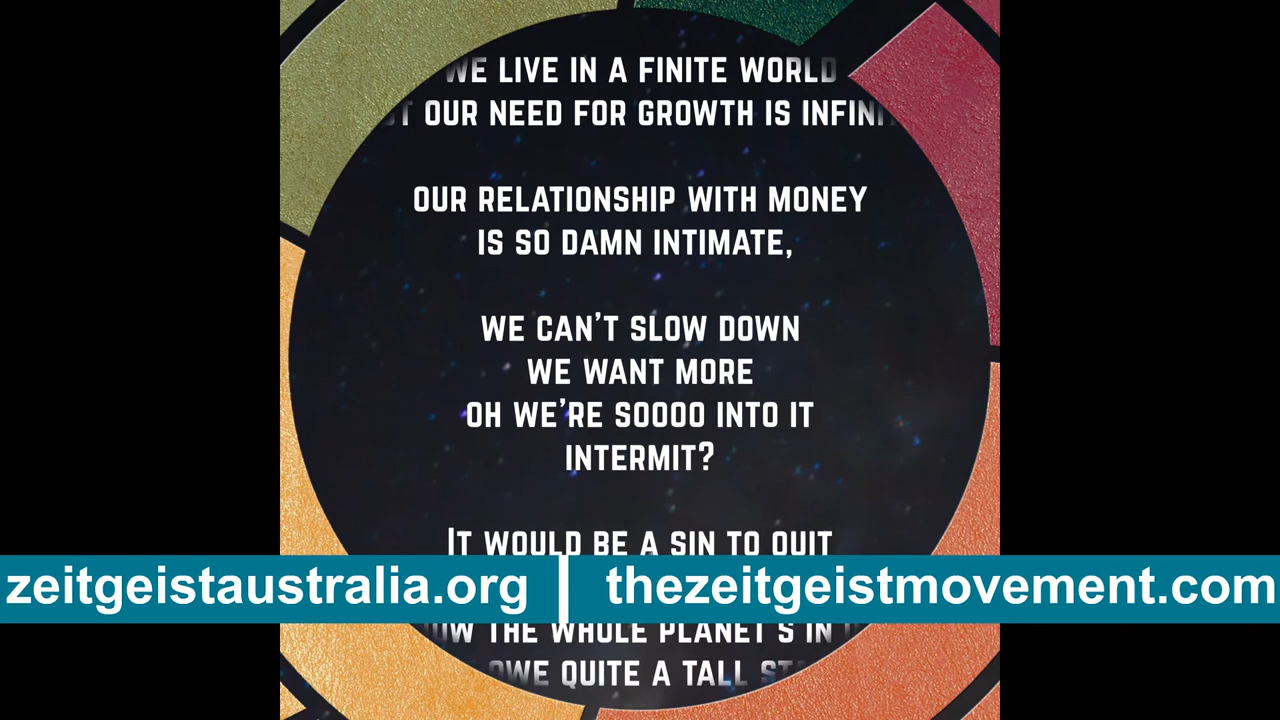 WE LIVE IN A FINITE WORLD
OUR NEED FOR GROWTH IS
OUR RELATIONSHIP WITH MONEY
IS SO DAMN INTIMATE,
WE CAN'T SLOW DOWN
WE WANT MORE
OH WE'RE SOOOO INTO IT
INTERMIT?
IT WOULD BE A SIN TO QUIT
zeitgeistaustralia.org | thezeitgeistmovement.com
THE WHOLE PLANET'S IN
OWE QUITE A TALL